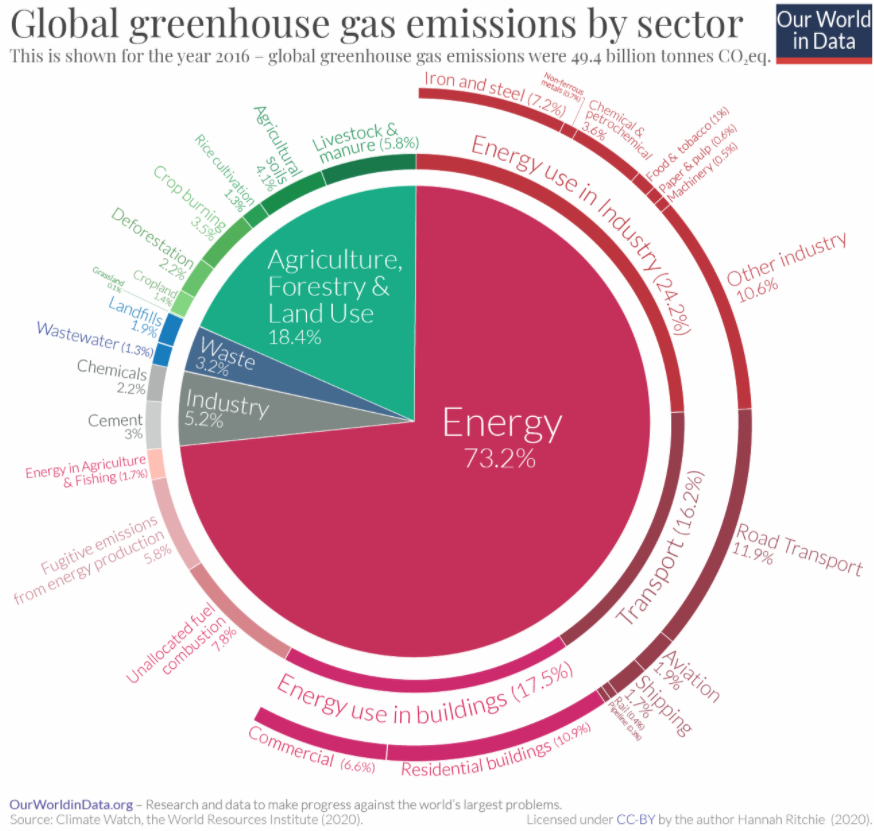 Global greenhouse gas emissions by sector
This is shown for the year 2016 – global greenhouse gas emissions were 49.4 billion tonnes CO₂eq.
Our World
in Data
Iron and steel (7.2%)
Non-ferrous
metals (0.7%)
Chemical &
petrochemical
3.6%
Food & tobacco (1%)
Paper & pulp (0.6%)
Machinery (0.5%)
Other industry
10.6%
Energy use in Industry (24.2%)
Road Transport
11.9%
Transport (16.2%)
Aviation
1.9%
Shipping
1.7%
Rail (0.4%)
Pipeline (0.3%)
Energy use in buildings (17.5%)
Residential buildings (10.9%)
Commercial (6.6%)
Unallocated fuel
combustion
7.8%
Fugitive emissions
from energy production
5.8%
Energy in Agriculture
& Fishing (1.7%)
Cement
3%
Chemicals
2.2%
Wastewater (1.3%)
Landfills
1.9%
Grassland
0.1%
Cropland
1.4%
Deforestation
2.2%
Crop burning
3.5%
Rice cultivation
1.3%
Agricultural
soils
4.1%
Livestock &
manure (5.8%)
Agriculture,
Forestry &
Land Use
18.4%
Waste
3.2%
Industry
5.2%
Energy
73.2%
OurWorldinData.org – Research and data to make progress against the world's largest problems.
Source: Climate Watch, the World Resources Institute (2020).
Licensed under CC-BY by the author Hannah Ritchie (2020).